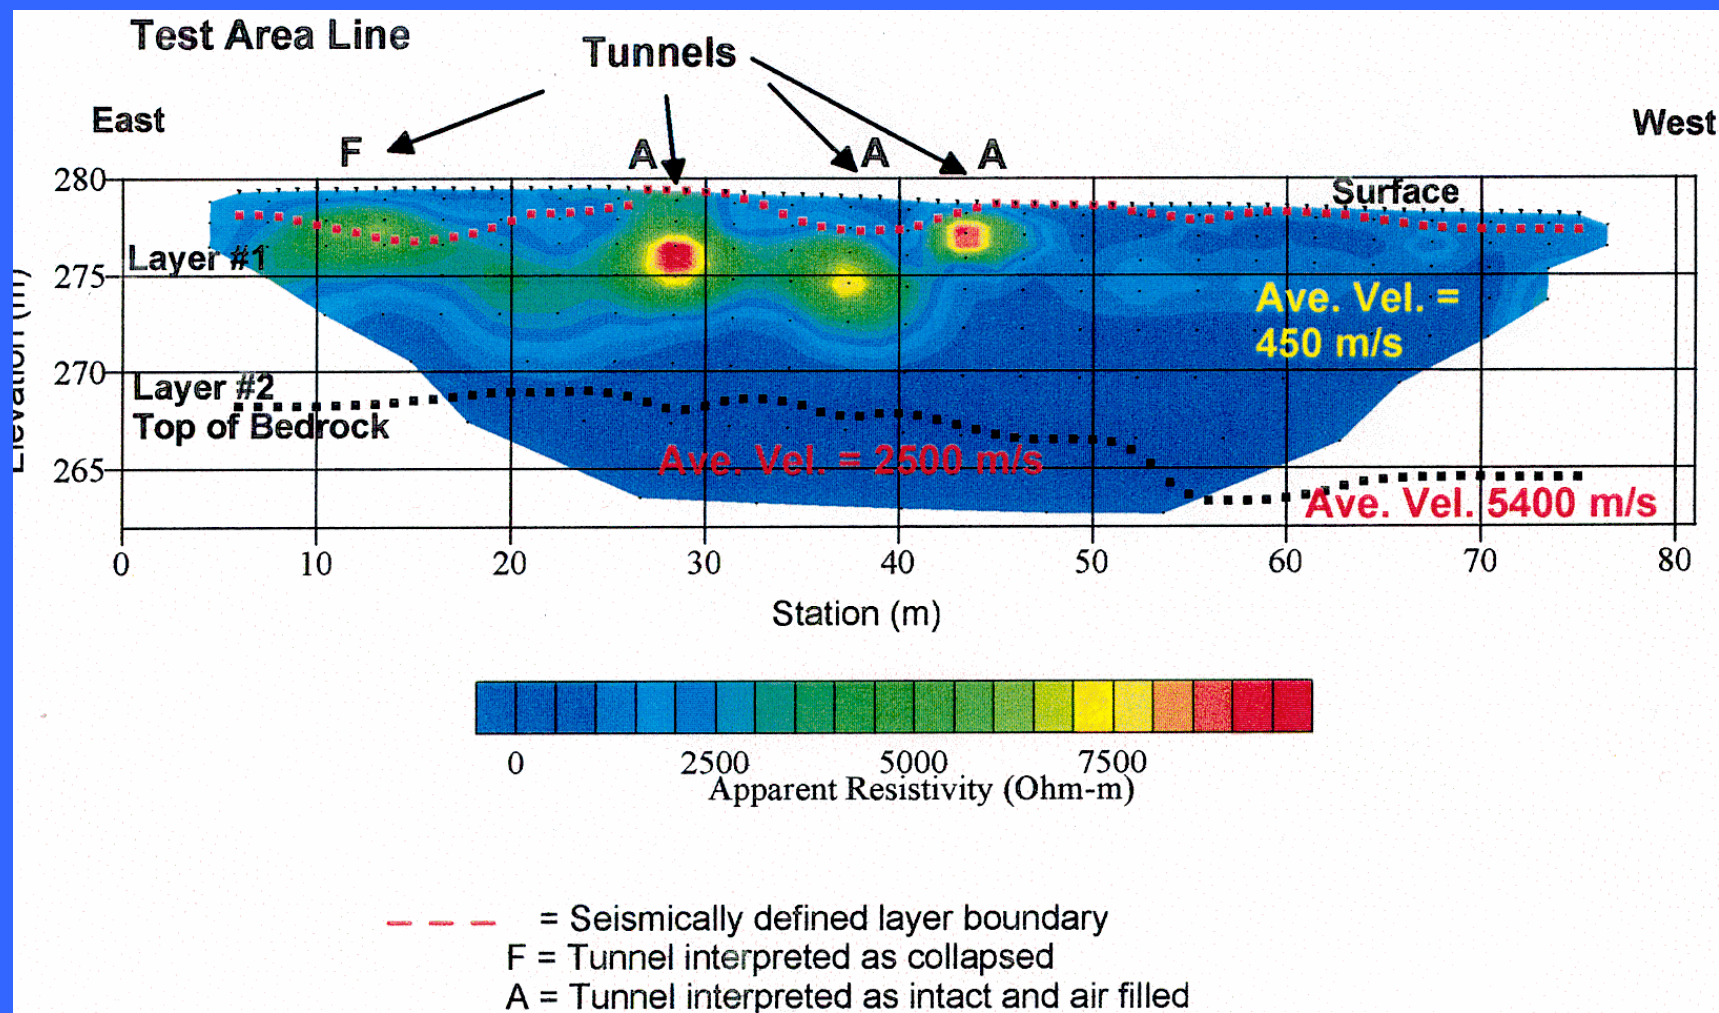 Test Area Line
Tunnels
East
West
F
A
A
A
Surface
280
275
270
265
Elevation (m)
Layer #1
Ave. Vel. =
450 m/s
Layer #2
Top of Bedrock
Ave. Vel. = 2500 m/s
Ave. Vel. 5400 m/s
0 10 20 30 40 50 60 70 80
Station (m)
0 2500 5000 7500
Apparent Resistivity (Ohm-m)
= Seismically defined layer boundary
F = Tunnel interpreted as collapsed
A = Tunnel interpreted as intact and air filled